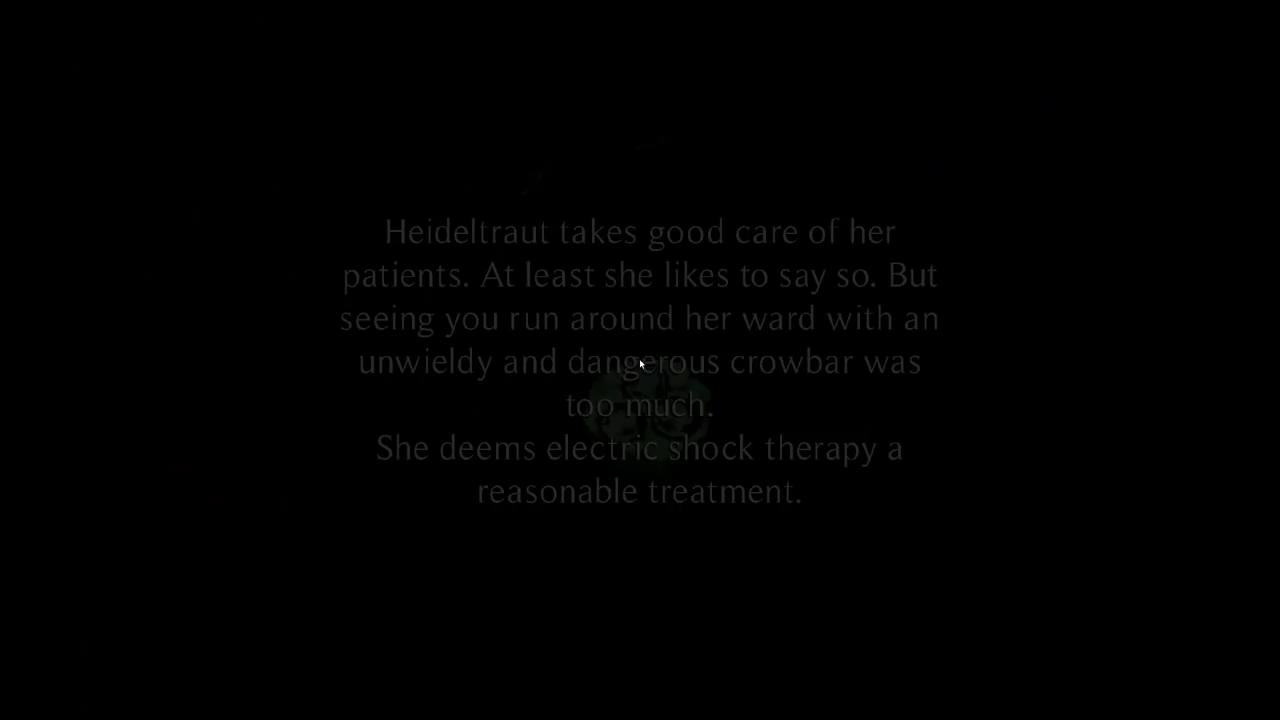 Heideltraut takes good care of her
patients. At least she likes to say so. But
seeing you run around her ward with an
unwieldy and dangerous crowbar was
too much.
She deems electric shock therapy a
reasonable treatment.